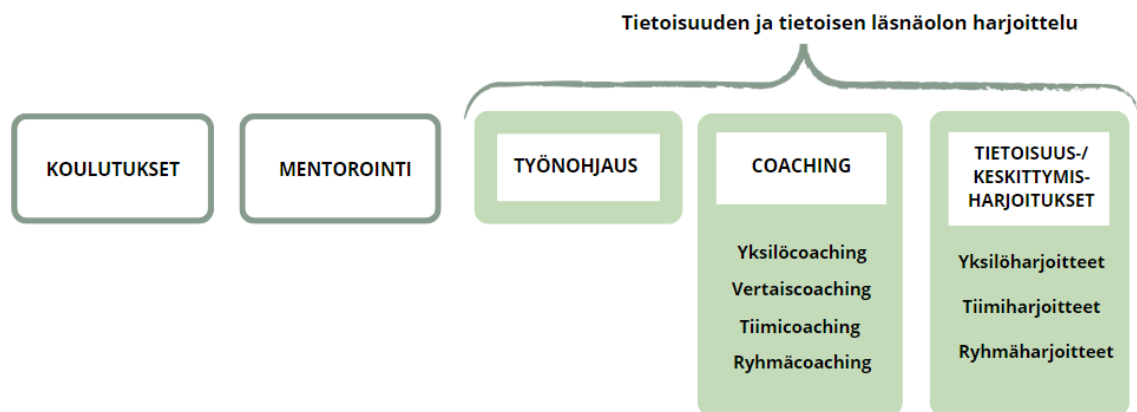 Tietoisuuden ja tietoisen läsnäolon harjoittelu
KOULUTUKSET
MENTOROINTI
TYÖNOHJAUS
COACHING
Yksilöcoaching
Vertaiscoaching
Tiimicoaching
Ryhmäcoaching
TIETOISUUS-/
KESKITTYMIS-
HARJOITUKSET
Yksilöharjoitteet
Tiimiharjoitteet
Ryhmäharjoitteet